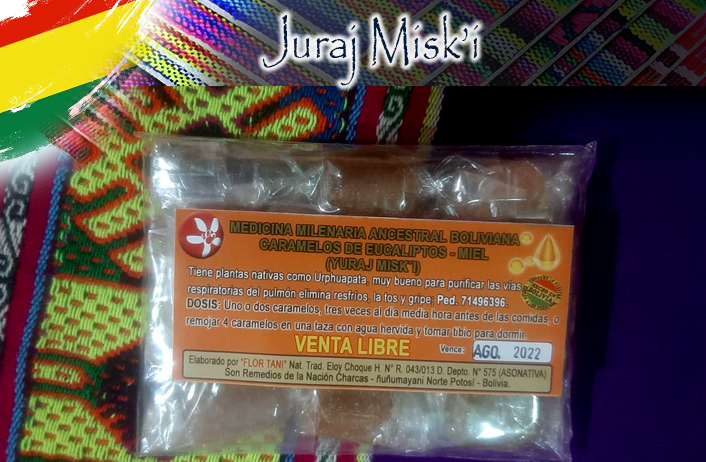 Juraj Misk'i
MEDICINA MILENARIA ANCESTRAL BOLIVIANA
CARAMELOS DE EUCALIPTOS - MIEL
(YURAJ MISK'I)
Tiene plantas nativas como Urphuapata, muy bueno para purificar las vias
respiratorias del pulmón elimina resfrios, la tos y gripe. Ped. 71496396.
DOSIS: Uno o dos caramelos, tres veces al día media hora antes de las comidas, o
remojar 4 caramelos en una taza con agua hervida y tomar tibio para dormir.
VENTA LIBRE
Vence: AGO. 2022
Elaborado por "FLOR TANI" Nat. Trad. Eloy Choque H. N° R. 043/013 D. Depto. N° 575 (ASONATIVA)
Son Remedios de la Nación Charcas - ñuñumayani Norte Potosí - Bolivia.